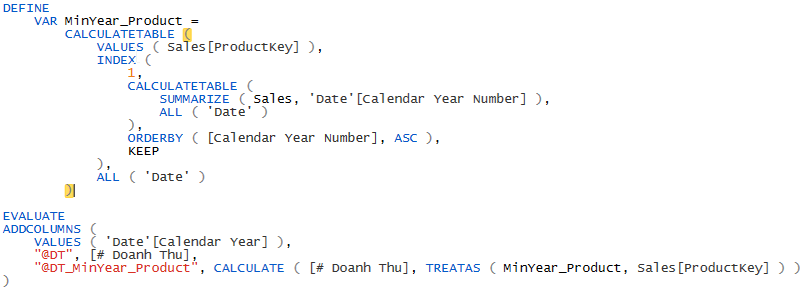 DEFINE
VAR MinYear_Product =
CALCULATETABLE (
VALUES ( Sales[ProductKey] ),
INDEX (
1,
CALCULATETABLE (
SUMMARIZE ( Sales, 'Date'[Calendar Year Number] ),
ALL ( 'Date' )
),
ORDERBY ( [Calendar Year Number], ASC ),
KEEP
),
ALL ( 'Date' )
)
EVALUATE
ADDCOLUMNS (
VALUES ( 'Date'[Calendar Year] ),
"@DT", [# Doanh Thu],
"@DT_MinYear_Product", CALCULATE ( [# Doanh Thu], TREATAS ( MinYear_Product, Sales[ProductKey] ) )
)